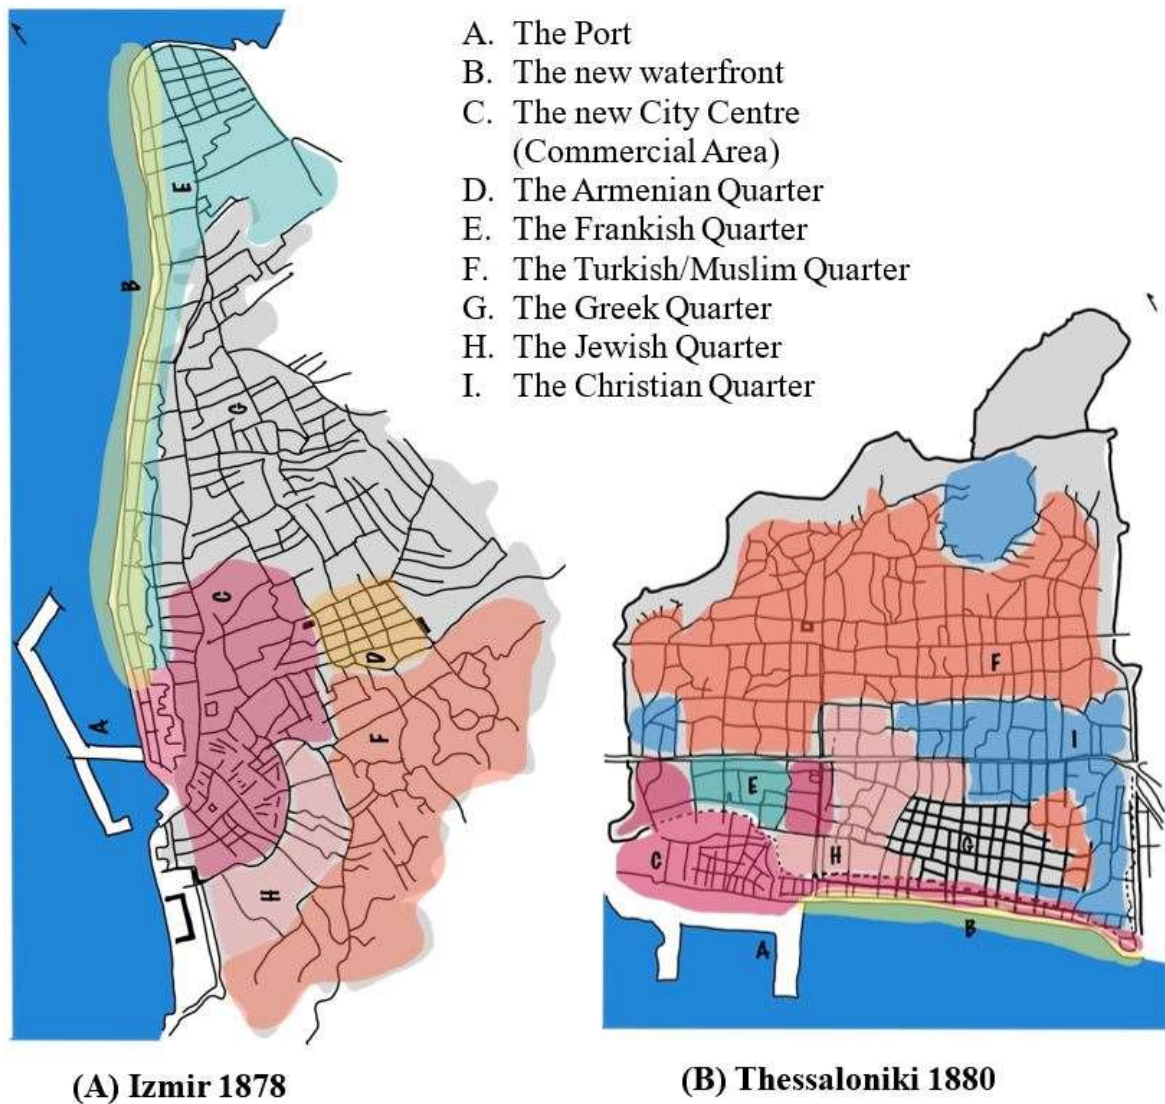 A. The Port
B. The new waterfront
C. The new City Centre
(Commercial Area)
D. The Armenian Quarter
E. The Frankish Quarter
F. The Turkish/Muslim Quarter
G. The Greek Quarter
H. The Jewish Quarter
I. The Christian Quarter
E
B
G
C
D
A
F
H
F
I
E
G
C
H
B
A
(A) Izmir 1878
(B) Thessaloniki 1880